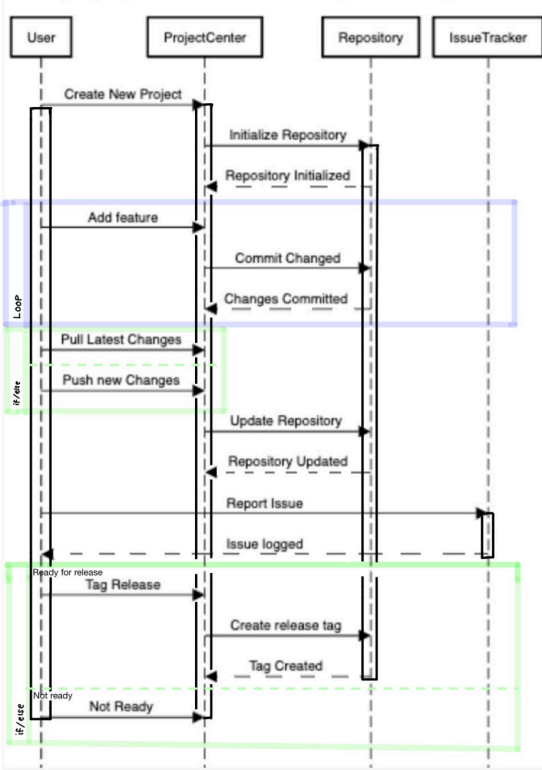 User
ProjectCenter
Repository
IssueTracker
Create New Project
Initialize Repository
Repository Initialized
Add feature
Commit Changed
Changes Committed
Loop
Pull Latest Changes
Push new Changes
if/else
Update Repository
Repository Updated
Report Issue
Issue logged
Ready for release
Tag Release
Create release tag
Tag Created
Not ready
Not Ready
if/else